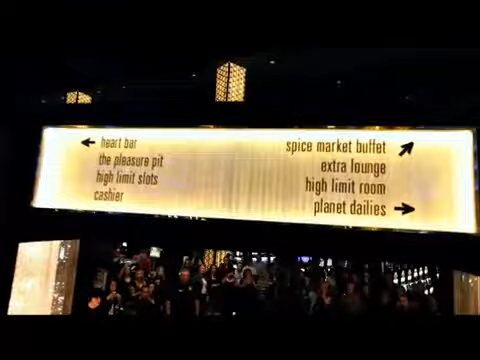 heart bar
the pleasure pit
high limit slots
cashier
spice market buffet
extra lounge
high limit room
planet dailies